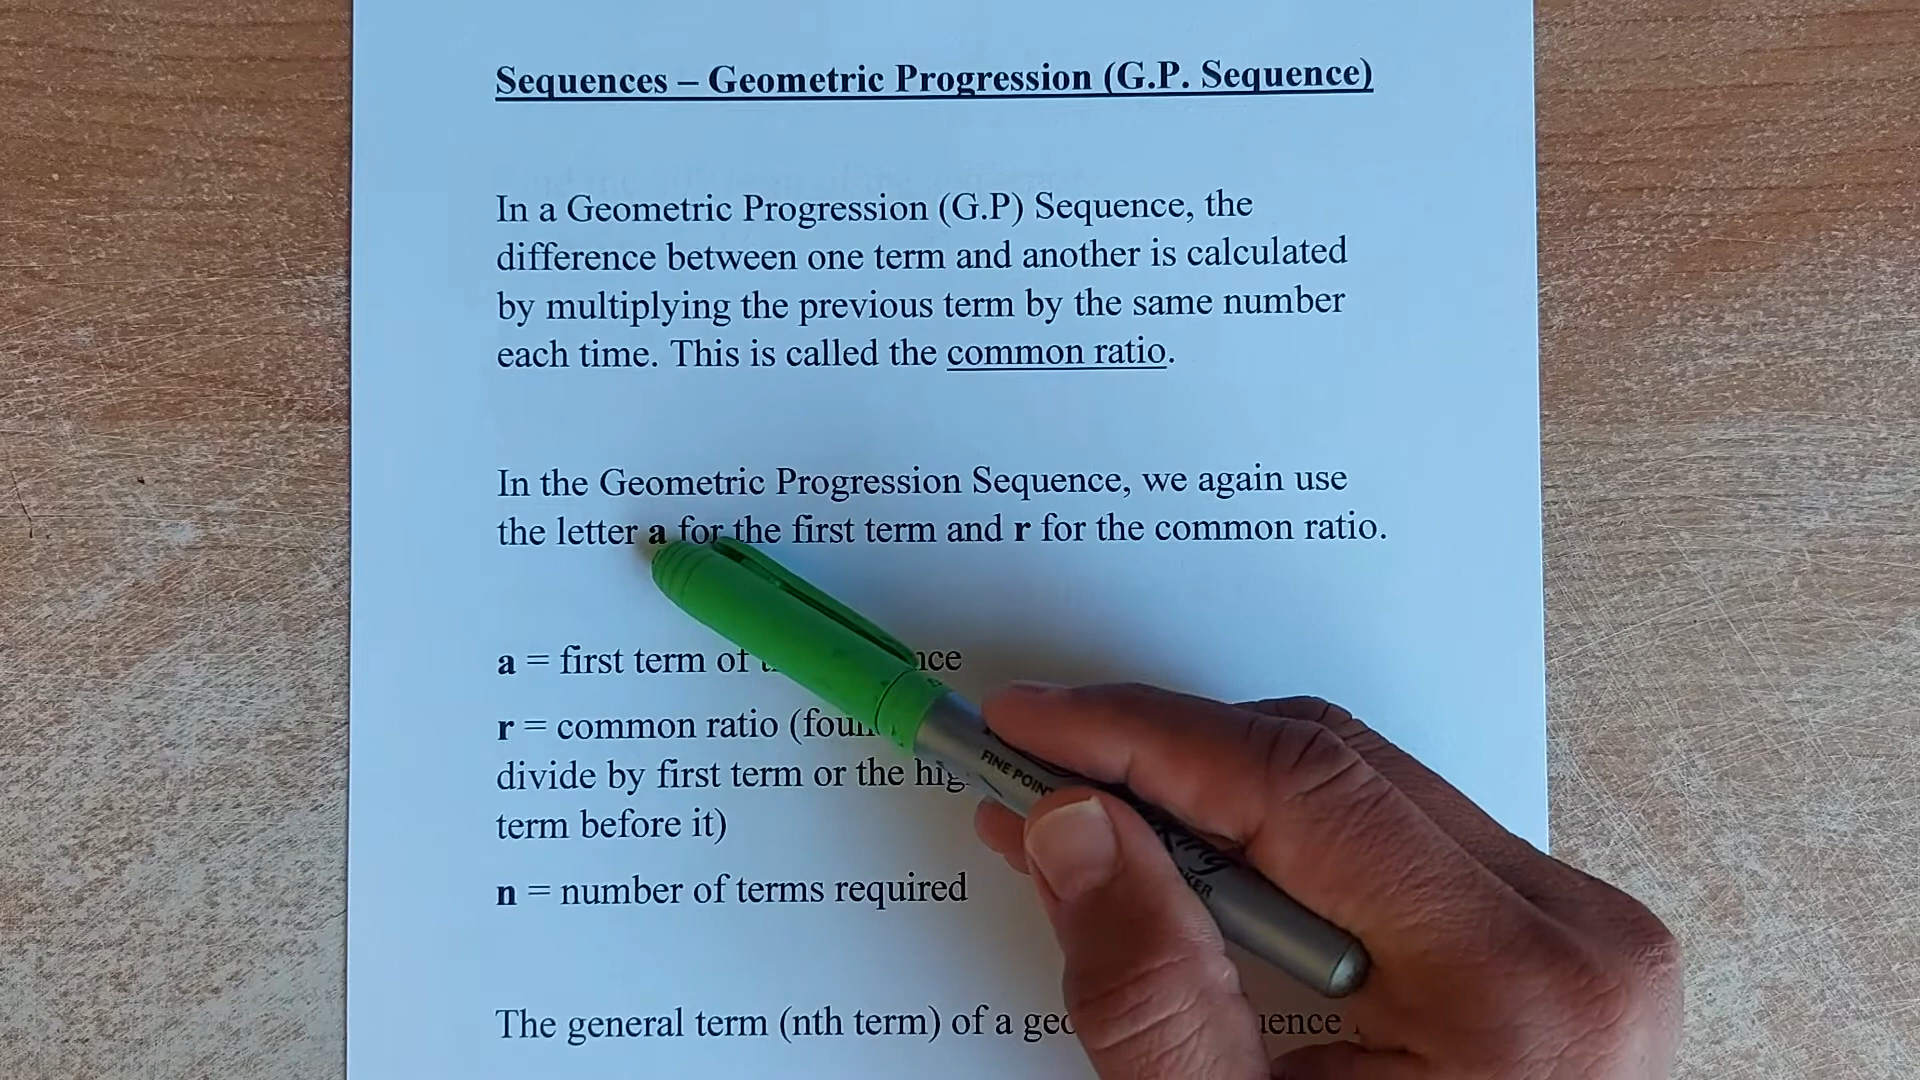 Sequences – Geometric Progression (G.P. Sequence)
In a Geometric Progression (G.P) Sequence, the
difference between one term and another is calculated
by multiplying the previous term by the same number
each time. This is called the common ratio.
In the Geometric Progression Sequence, we again use
the letter a for the first term and r for the common ratio.
a = first term of
r = common ratio
divide by first term or the
term before it)
n = number of terms required
The general term (nth term) of a
FINE POINT